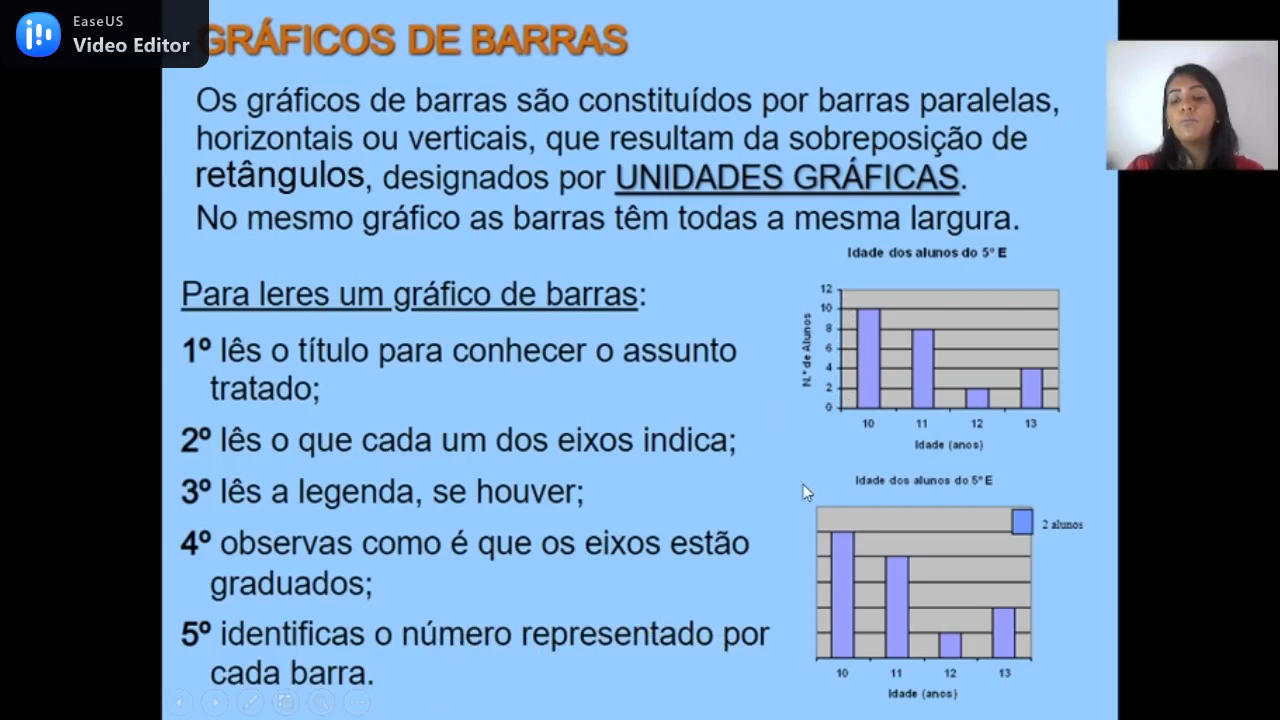 EaseUS
Video Editor
GRÁFICOS DE BARRAS
Os gráficos de barras são constituídos por barras paralelas,
horizontais ou verticais, que resultam da sobreposição de
retângulos, designados por UNIDADES GRÁFICAS.
No mesmo gráfico as barras têm todas a mesma largura.
Para leres um gráfico de barras:
1º lês o título para conhecer o assunto
tratado;
2º lês o que cada um dos eixos indica;
3º lês a legenda, se houver;
4º observas como é que os eixos estão
graduados;
5º identificas o número representado por
cada barra.
Idade dos alunos do 5º E
N.º de Alunos
12
10
8
6
4
2
0
10 11 12 13
Idade (anos)
Idade dos alunos do 5º E
2 alunos
10 11 12 13
Idade (anos)